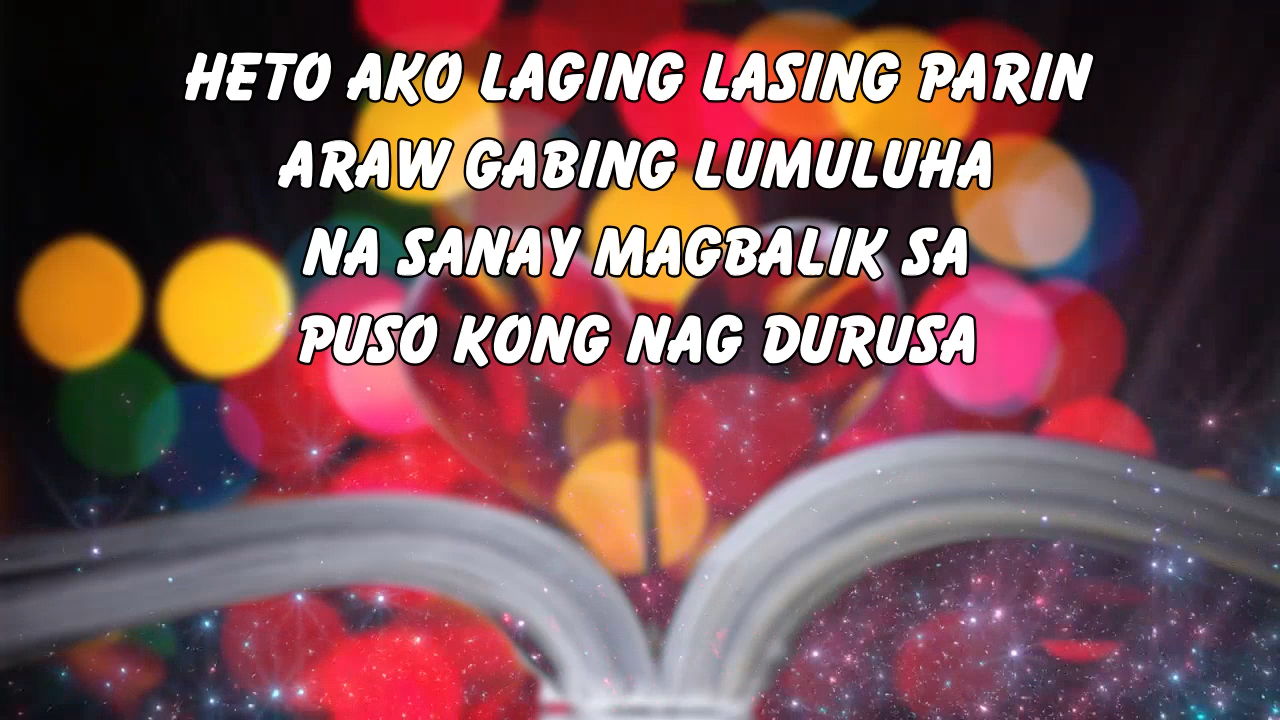 HETO AKO LAGING LASING PARIN
ARAW GABING LUMULUHA
NA SANAY MAGBALIK SA
PUSO KONG NAG DURUSA